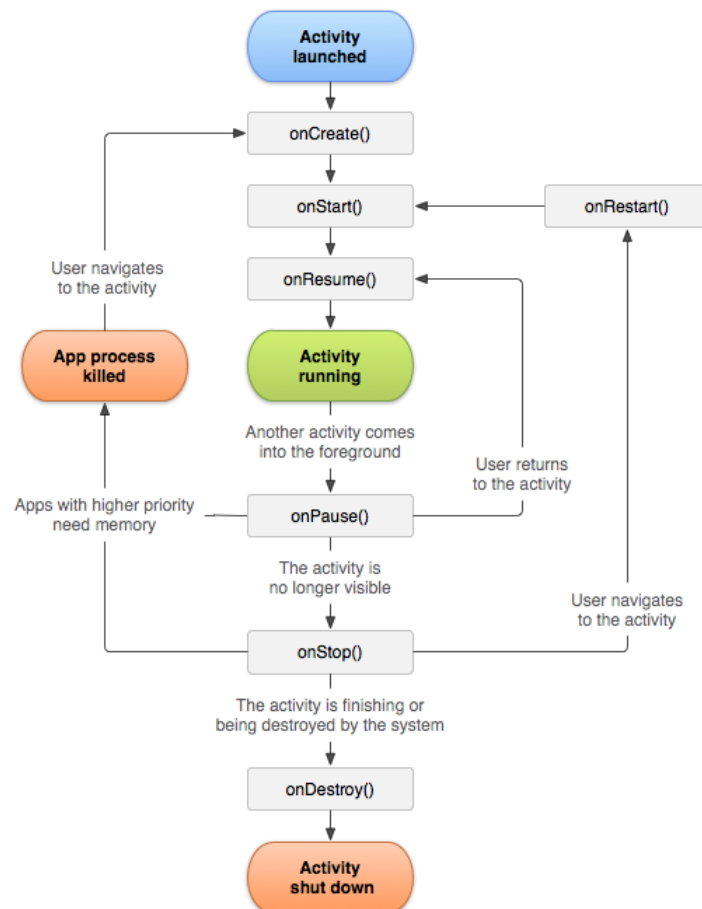 Activity
launched
onCreate()
onStart()
onRestart()
User navigates
to the activity
onResume()
App process
killed
Activity
running
Another activity comes
into the foreground
User returns
to the activity
Apps with higher priority
need memory
onPause()
The activity is
no longer visible
User navigates
to the activity
onStop()
The activity is finishing or
being destroyed by the system
onDestroy()
Activity
shut down